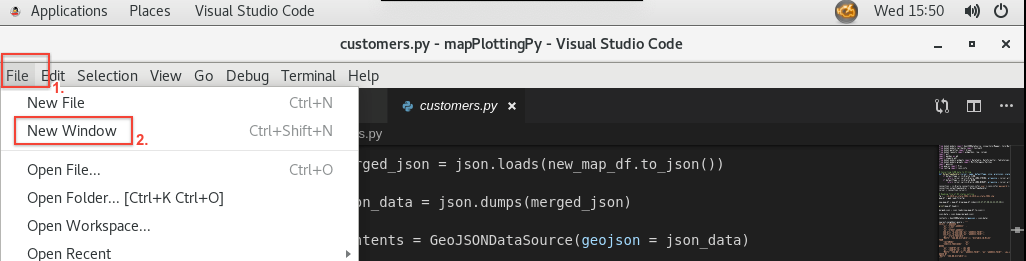 Applications Places Visual Studio Code Wed 15:50
customers.py - mapPlottingPy - Visual Studio Code
File Edit Selection View Go Debug Terminal Help
1.
New File Ctrl+N
customers.py
New Window Ctrl+Shift+N
2.
s.py
Open File... Ctrl+O
erged_json = json.loads(new_map_df.to_json())
Open Folder... [Ctrl+K Ctrl+O]
on_data = json.dumps(merged_json)
Open Workspace...
ntents = GeoJSONDataSource(geojson = json_data)
Open Recent